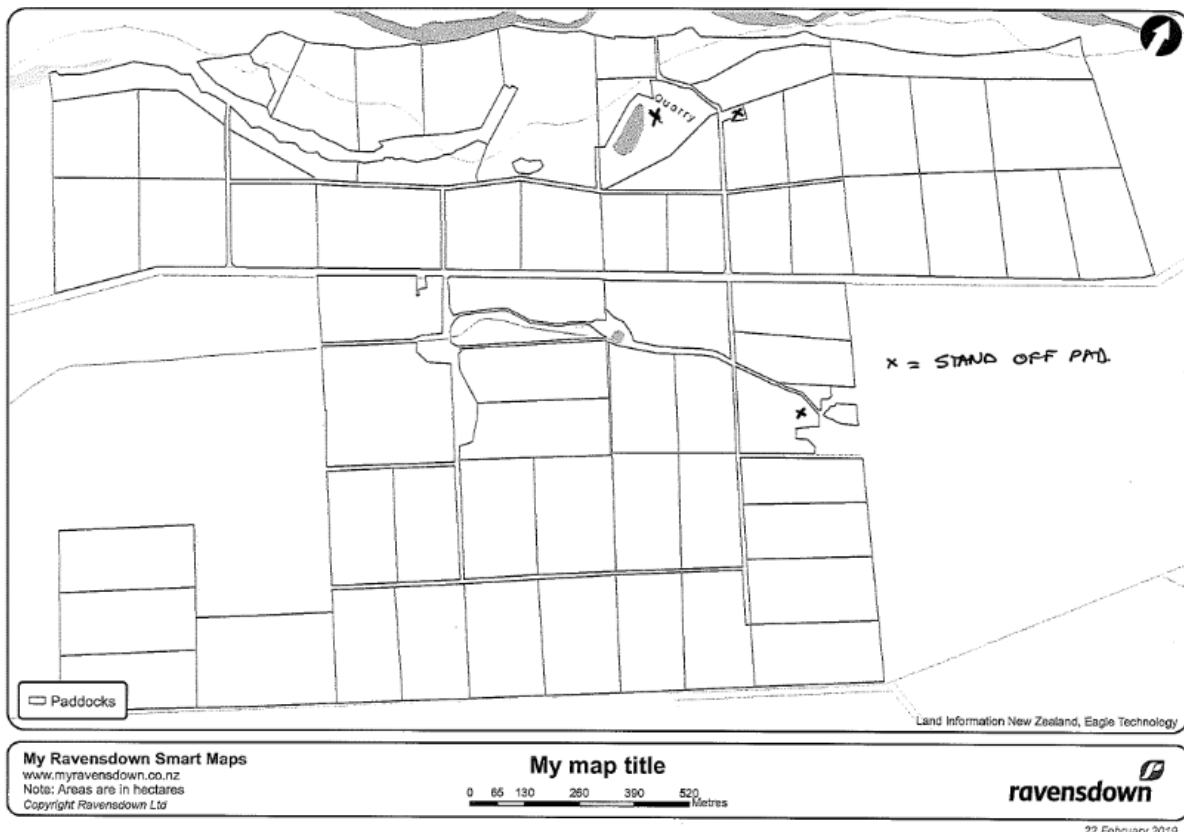 Quarry
x = STAND OFF PAD.
Paddocks
Land Information New Zealand, Eagle Technology
My Ravensdown Smart Maps
www.myravensdown.co.nz
Note: Areas are in hectares
Copyright Ravensdown Ltd
My map title
0 65 130 260 390 520
Metres
ravensdown
22 February 2019